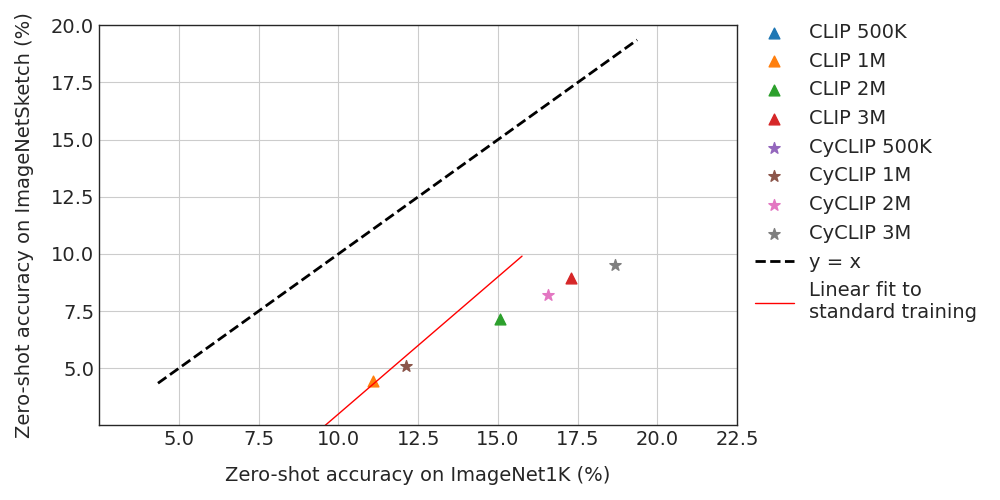 20.0
17.5
15.0
12.5
10.0
7.5
5.0
Zero-shot accuracy on ImageNetSketch (%)
5.0
7.5
10.0
12.5
15.0
17.5
20.0
22.5
Zero-shot accuracy on ImageNet1K (%)
CLIP 500K
CLIP 1M
CLIP 2M
CLIP 3M
CyCLIP 500K
CyCLIP 1M
CyCLIP 2M
CyCLIP 3M
y = x
Linear fit to
standard training